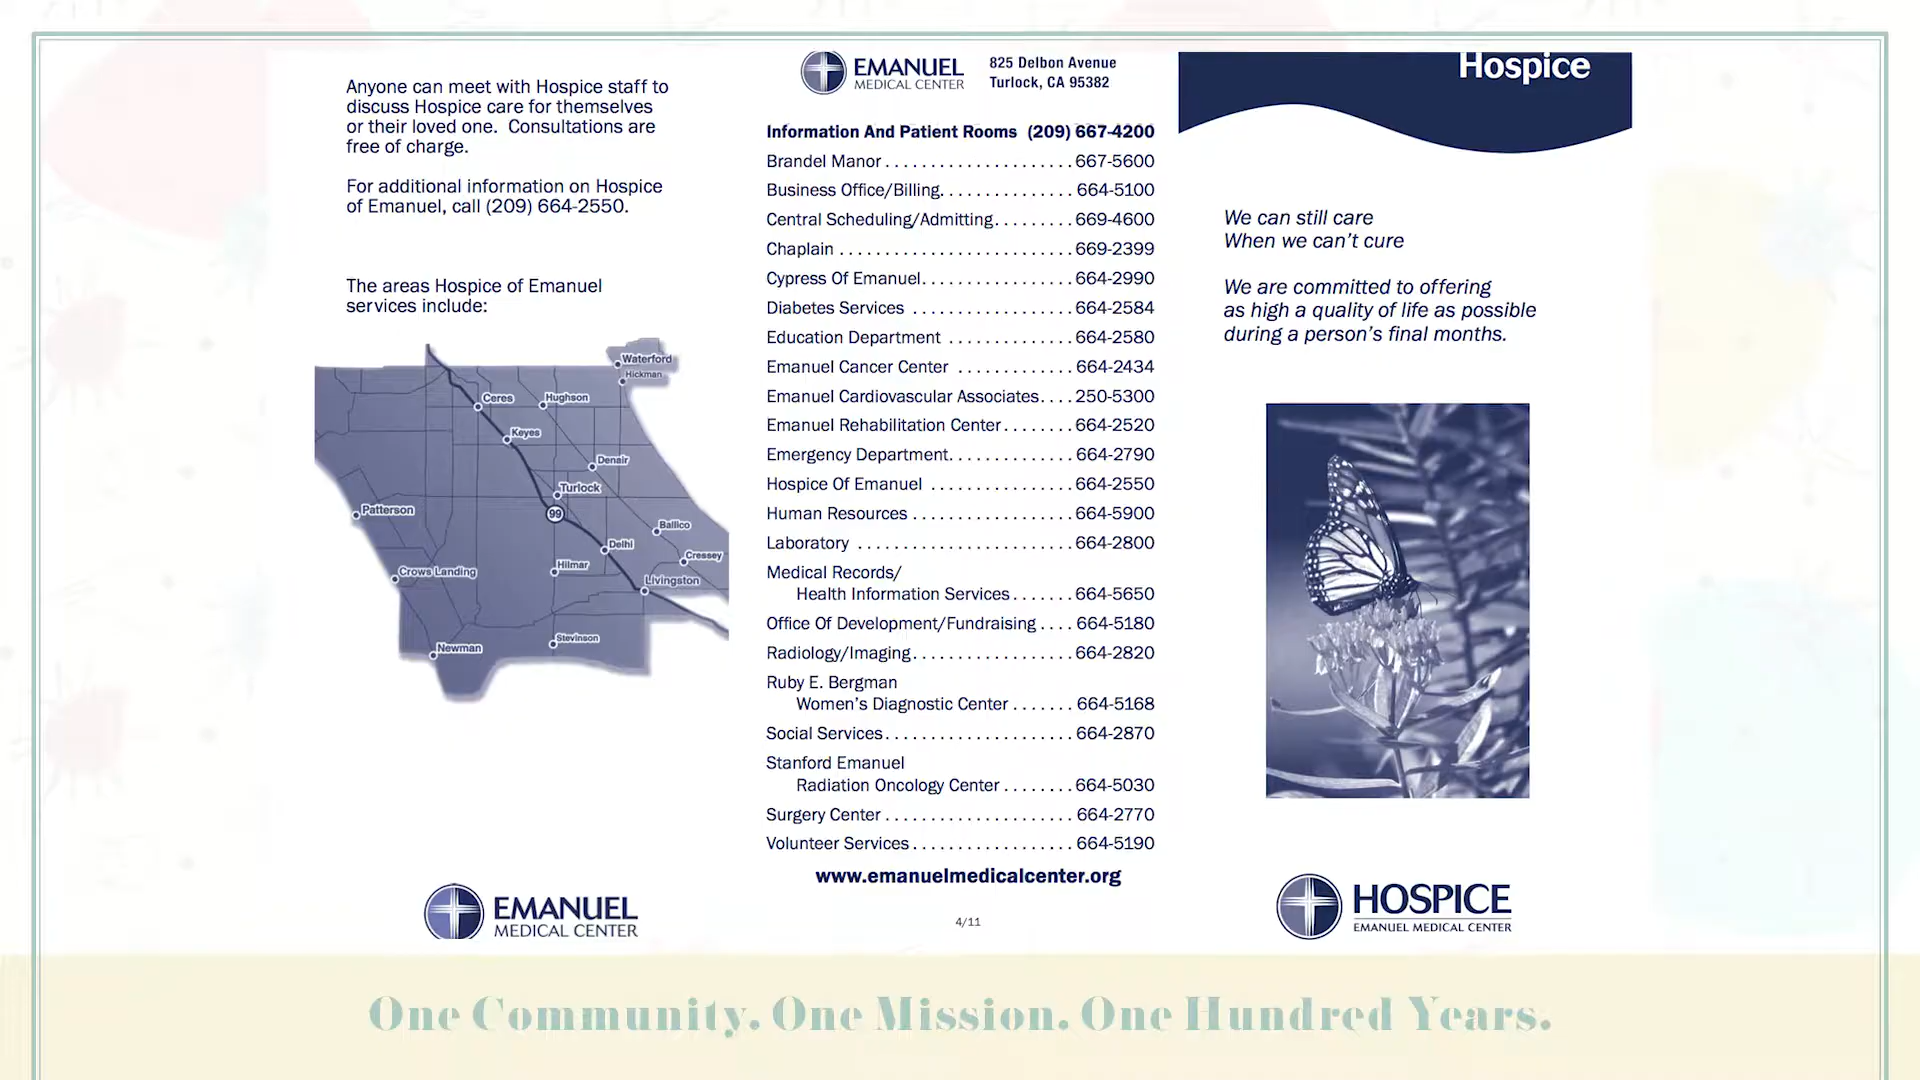 Anyone can meet with Hospice staff to
discuss Hospice care for themselves
or their loved one. Consultations are
free of charge.
For additional information on Hospice
of Emanuel, call (209) 664-2550.
The areas Hospice of Emanuel
services include:
Waterford
Hickman
Ceres
Hughson
Keyes
Denair
Turlock
Patterson
99
Ballico
Delhi
Cressey
Hilmar
Crows Landing
Livingston
Stevinson
Newman
EMANUEL
MEDICAL CENTER
EMANUEL
MEDICAL CENTER
825 Delbon Avenue
Turlock, CA 95382
Information And Patient Rooms (209) 667-4200
Brandel Manor . . . . . . . . . . . . . . . . . . . . . 667-5600
Business Office/Billing. . . . . . . . . . . . . . . 664-5100
Central Scheduling/Admitting. . . . . . . . . 669-4600
Chaplain . . . . . . . . . . . . . . . . . . . . . . . . . . 669-2399
Cypress Of Emanuel. . . . . . . . . . . . . . . . . 664-2990
Diabetes Services . . . . . . . . . . . . . . . . . . 664-2584
Education Department . . . . . . . . . . . . . . 664-2580
Emanuel Cancer Center . . . . . . . . . . . . . 664-2434
Emanuel Cardiovascular Associates. . . . 250-5300
Emanuel Rehabilitation Center. . . . . . . . 664-2520
Emergency Department. . . . . . . . . . . . . . 664-2790
Hospice Of Emanuel . . . . . . . . . . . . . . . . 664-2550
Human Resources . . . . . . . . . . . . . . . . . . 664-5900
Laboratory . . . . . . . . . . . . . . . . . . . . . . . . 664-2800
Medical Records/
Health Information Services . . . . . . . 664-5650
Office Of Development/Fundraising . . . . 664-5180
Radiology/Imaging. . . . . . . . . . . . . . . . . . 664-2820
Ruby E. Bergman
Women's Diagnostic Center . . . . . . . 664-5168
Social Services. . . . . . . . . . . . . . . . . . . . . 664-2870
Stanford Emanuel
Radiation Oncology Center . . . . . . . . 664-5030
Surgery Center . . . . . . . . . . . . . . . . . . . . . 664-2770
Volunteer Services . . . . . . . . . . . . . . . . . . 664-5190
www.emanuelmedicalcenter.org
4/11
Hospice
We can still care
When we can't cure
We are committed to offering
as high a quality of life as possible
during a person's final months.
HOSPICE
EMANUEL MEDICAL CENTER
One Community. One Mission. One Hundred Years.